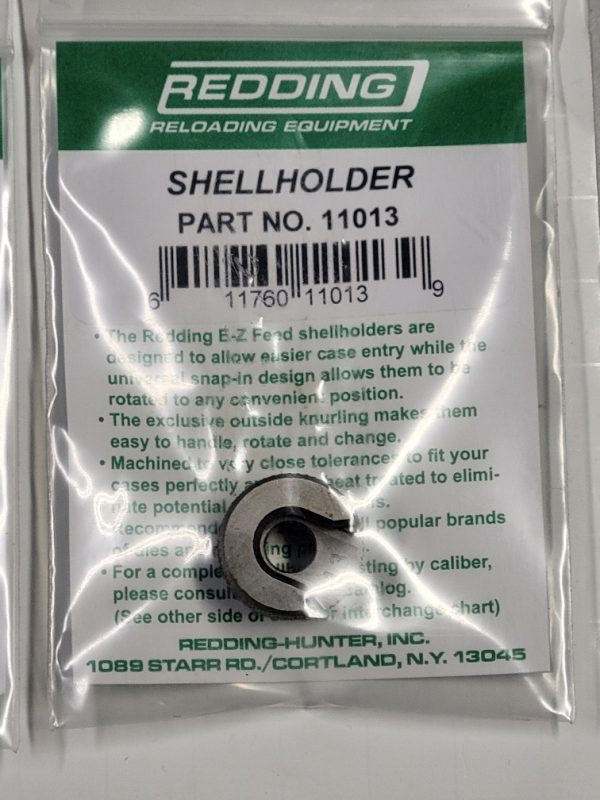 REDDING
RELOADING EQUIPMENT
SHELLHOLDER
PART NO. 11013
6 11760 11013 9
• The Redding E-Z Feed shellholders are
designed to allow easier case entry while the
universal snap-in design allows them to be
rotated to any convenient position.
• The exclusive outside knurling makes them
easy to handle, rotate and change.
• Machined to very close tolerances to fit your
cases perfectly and heat treated to elimi-
nate potential
Recommended popular brands
of dies and
• For a complete listing by caliber,
please consult catalog.
(See other side of for interchange chart)
REDDING-HUNTER, INC.
1089 STARR RD./CORTLAND, N.Y. 13045